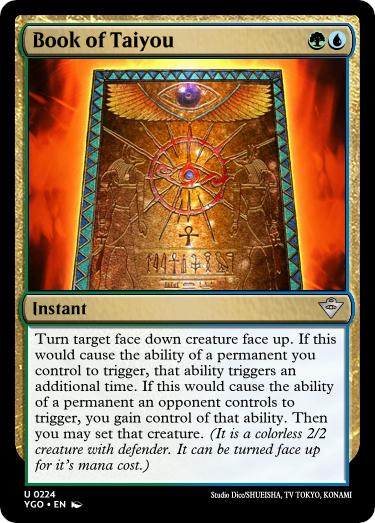 Book of Taiyou
Instant
Turn target face down creature face up. If this
would cause the ability of a permanent you
control to trigger, that ability triggers an
additional time. If this would cause the ability
of a permanent an opponent controls to
trigger, you gain control of that ability. Then
you may set that creature. (It is a colorless 2/2
creature with defender. It can be turned face
up for it's mana cost.)
U 0224
YGO • EN
Studio Dice/SHUEISHA, TV TOKYO, KONAMI